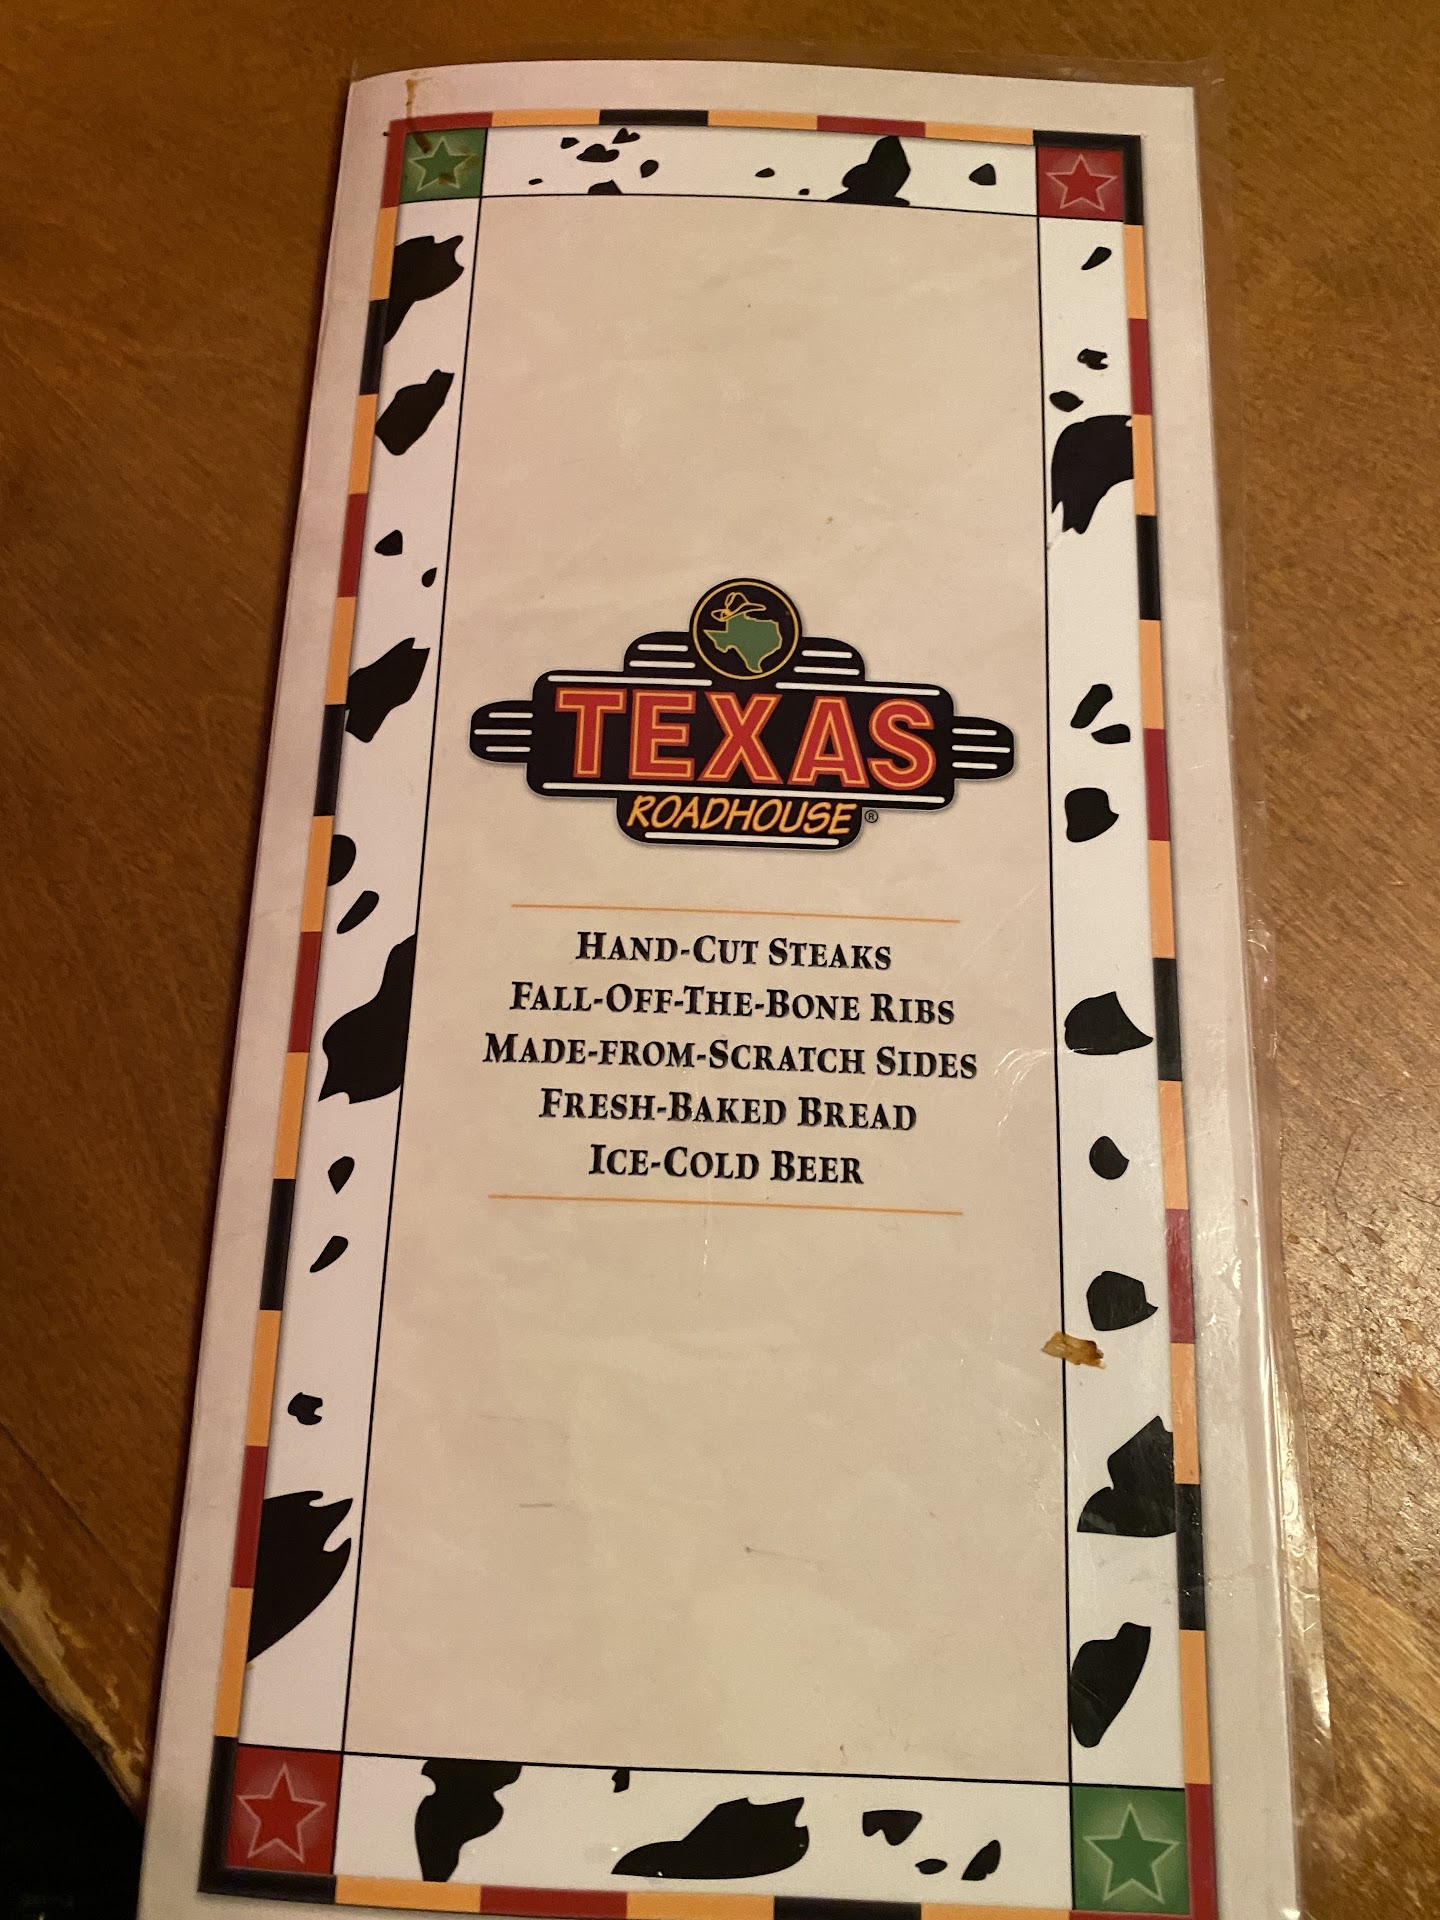 TEXAS
ROADHOUSE®
HAND-CUT STEAKS
FALL-OFF-THE-BONE RIBS
MADE-FROM-SCRATCH SIDES
FRESH-BAKED BREAD
ICE-COLD BEER